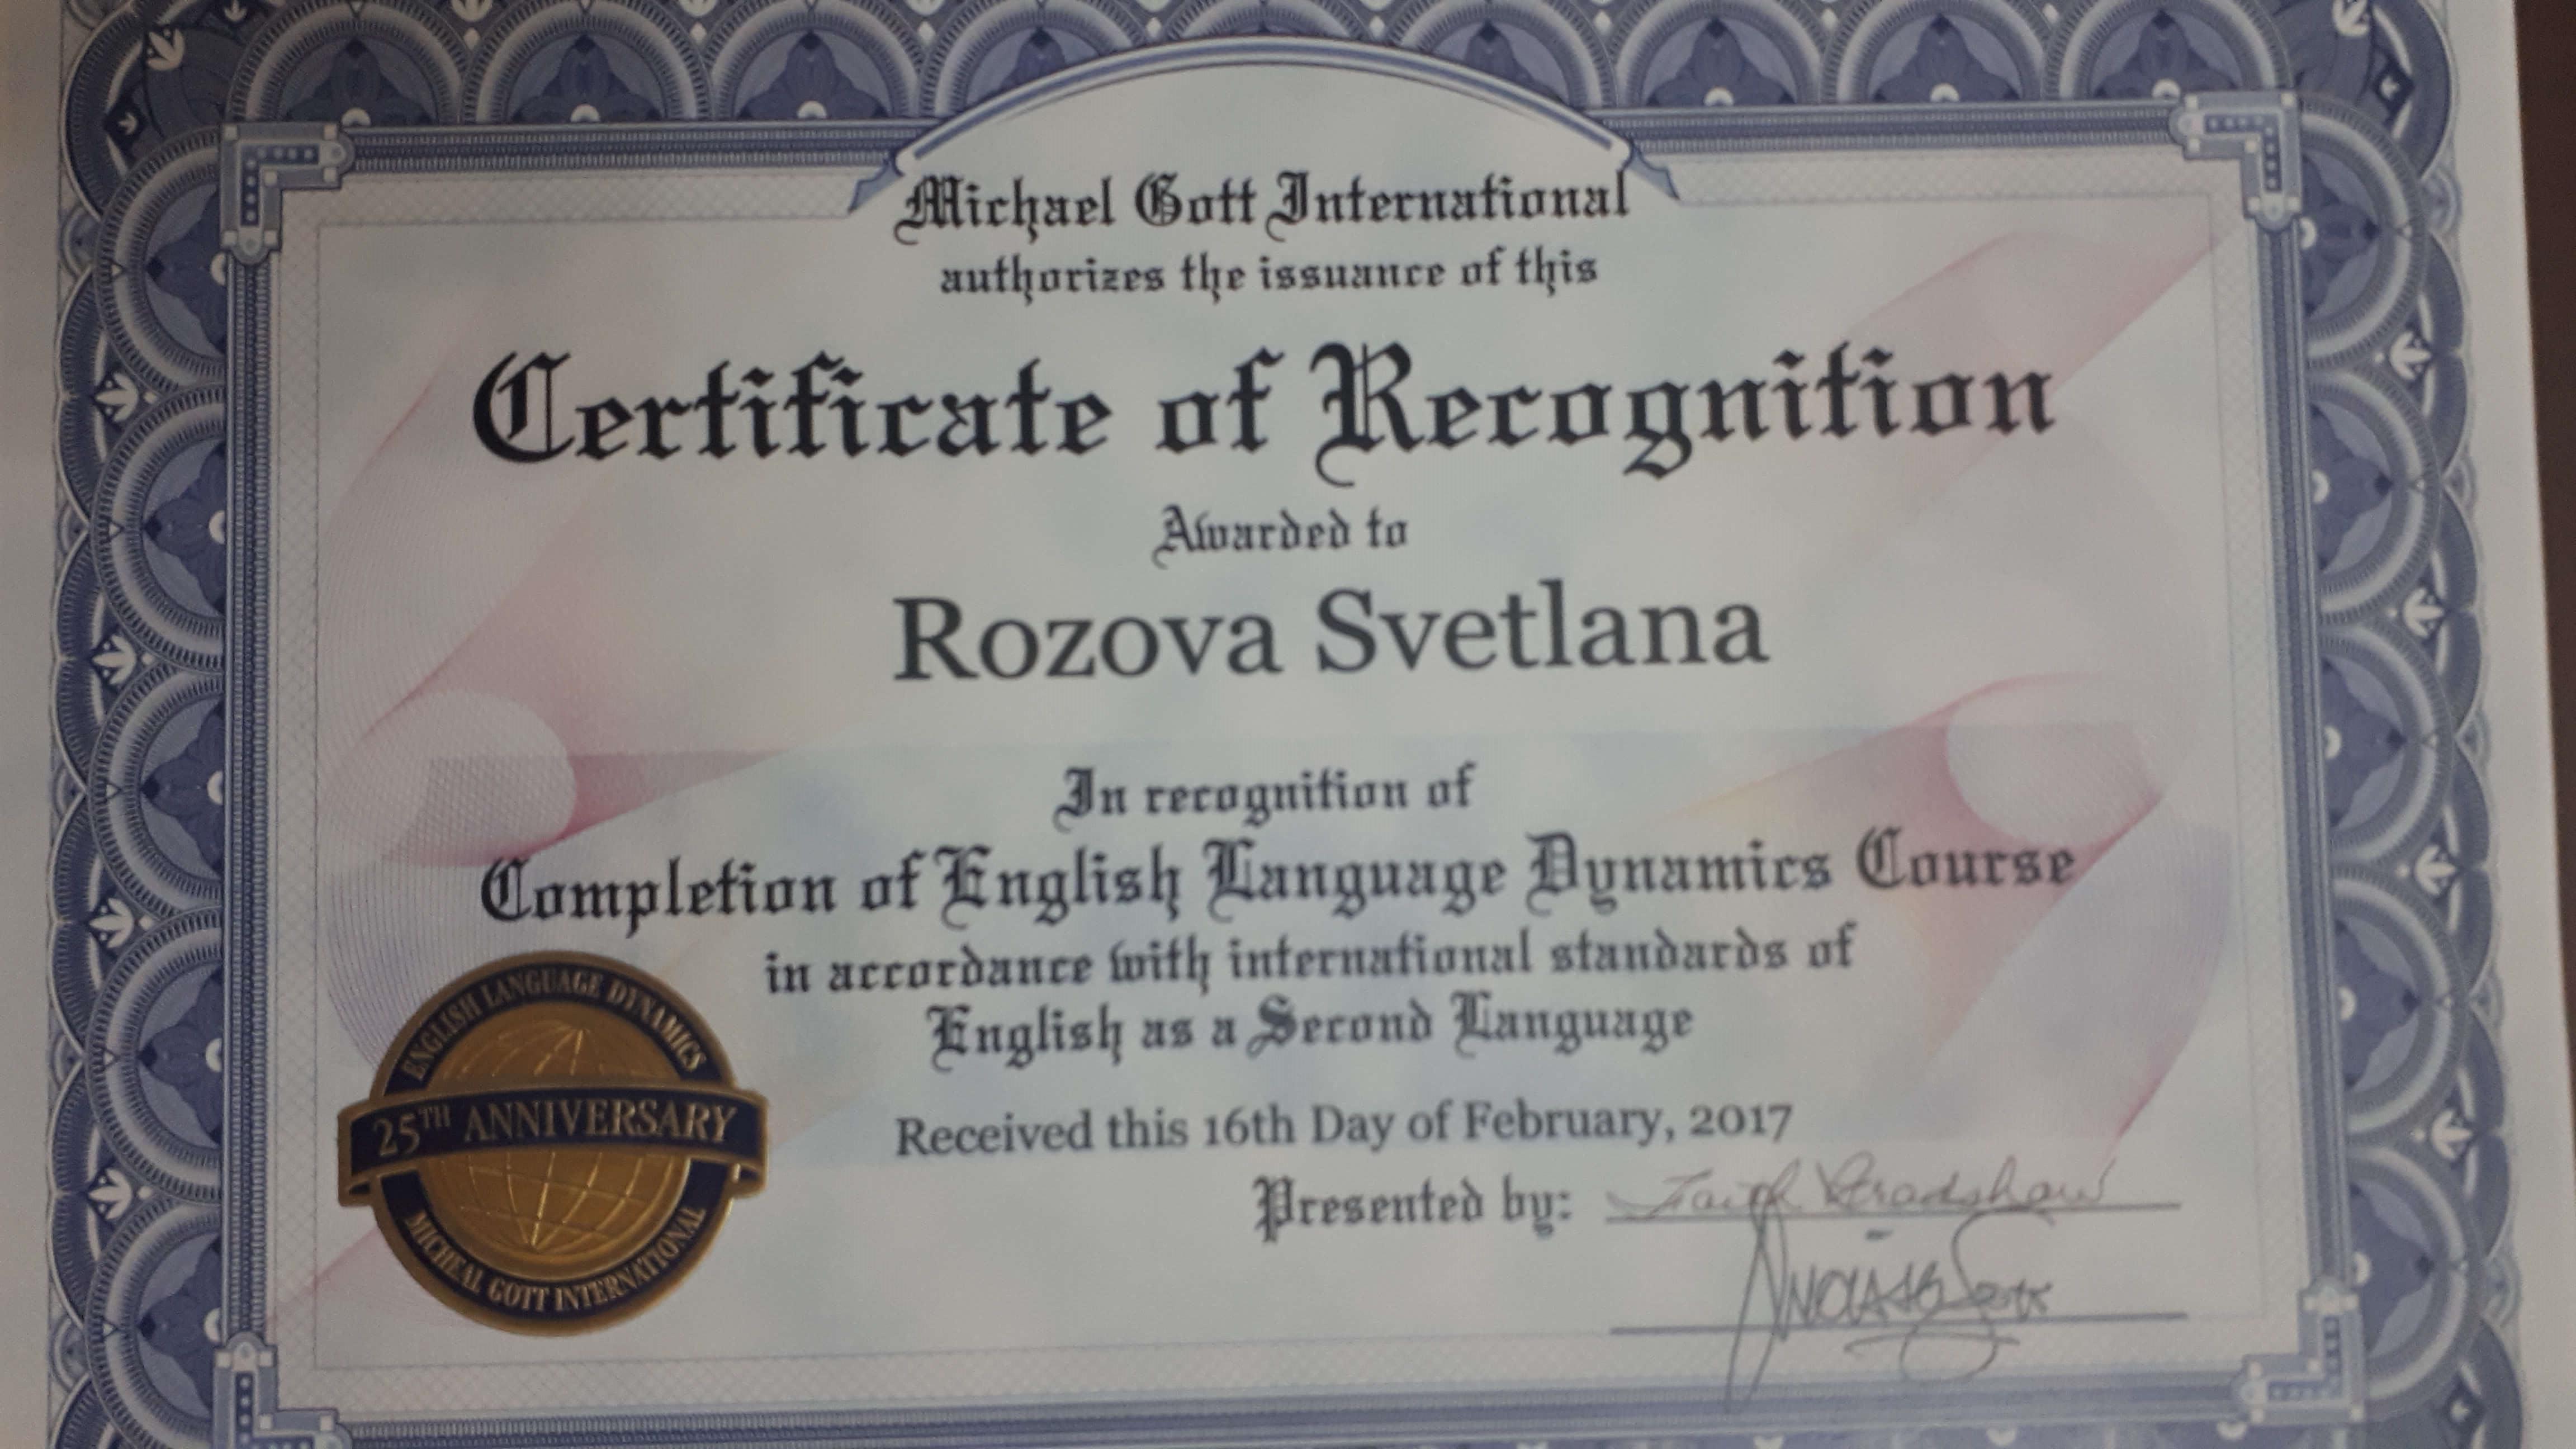 Michael Gott International
authorizes the issuance of this
Certificate of Recognition
Awarded to
Rozova Svetlana
In recognition of
Completion of English Language Dynamics Course
in accordance with international standards of
English as a Second Language
Received this 16th Day of February, 2017
Presented by: Faith Bradshaw
ENGLISH LANGUAGE DYNAMICS
25TH ANNIVERSARY
MICHEAL GOTT INTERNATIONAL